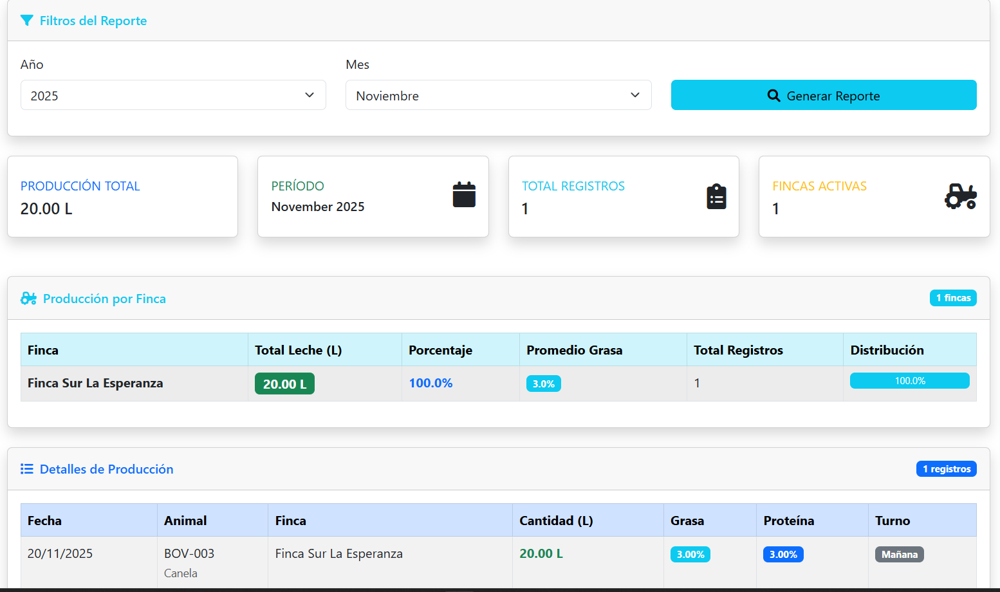 Filtros del Reporte
Año Mes
2025 Noviembre Generar Reporte
PRODUCCIÓN TOTAL
20.00 L
PERÍODO
November 2025
TOTAL REGISTROS
1
FINCAS ACTIVAS
1
Producción por Finca 1 fincas
Finca Total Leche (L) Porcentaje Promedio Grasa Total Registros Distribución
Finca Sur La Esperanza 20.00 L 100.0% 3.0% 1 100.0%
Detalles de Producción 1 registros
Fecha Animal Finca Cantidad (L) Grasa Proteína Turno
20/11/2025 BOV-003 Finca Sur La Esperanza 20.00 L 3.00% 3.00% Mañana
Canela